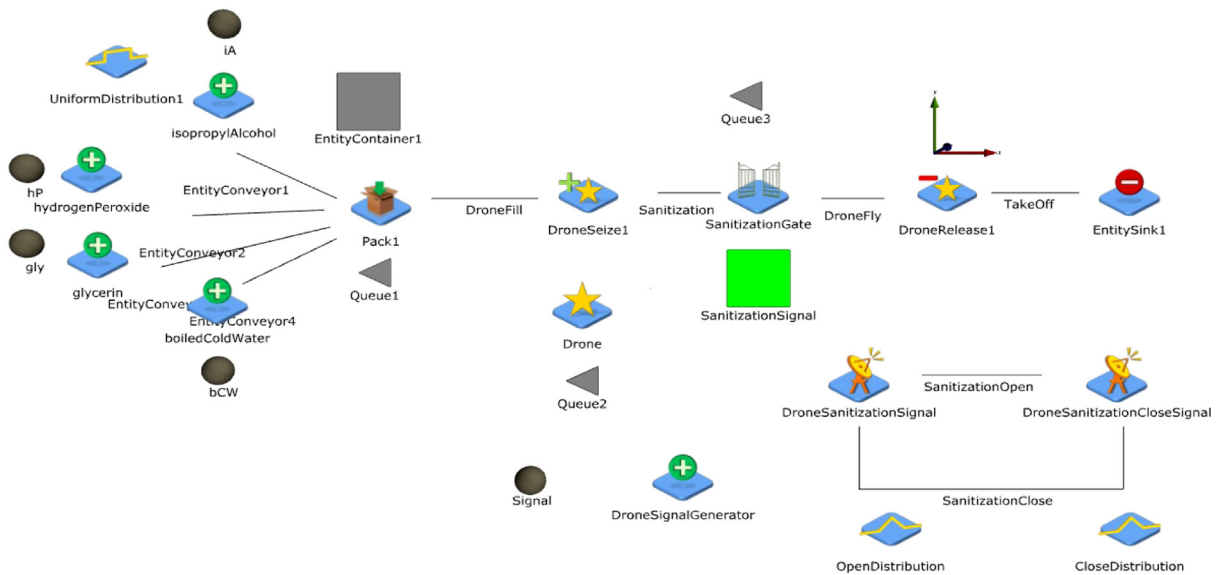 iA
UniformDistribution1
isopropylAlcohol
EntityContainer1
Queue3
y
x
hP
hydrogenPeroxide
EntityConveyor1
Pack1
DroneFill
DroneSeize1
Sanitization
SanitizationGate
DroneFly
DroneRelease1
TakeOff
EntitySink1
gly
glycerin
EntityConveyor2
EntityConvey
EntityConveyor4
boiledColdWater
bCW
Queue1
Drone
SanitizationSignal
Queue2
DroneSanitizationSignal
SanitizationOpen
DroneSanitizationCloseSignal
Signal
DroneSignalGenerator
SanitizationClose
OpenDistribution
CloseDistribution